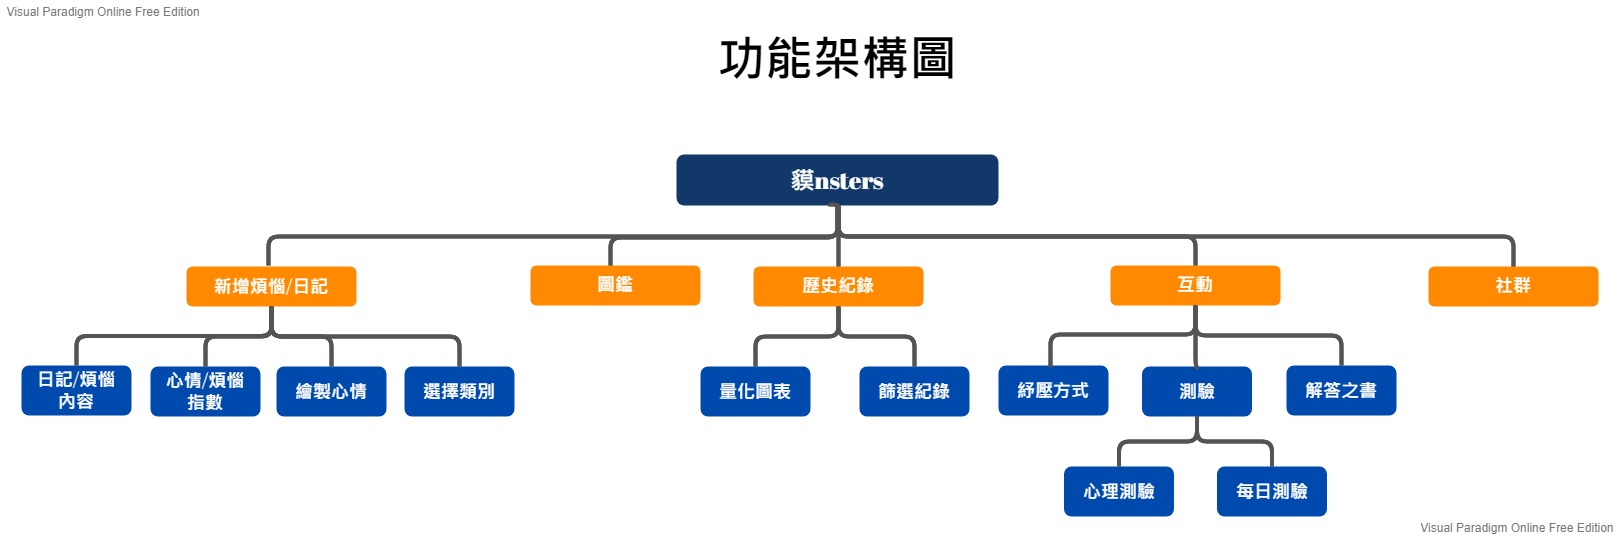 Visual Paradigm Online Free Edition
功能架構圖
貘nsters
新增煩惱/日記
圖鑑
歷史紀錄
互動
社群
日記/煩惱
內容
心情/煩惱
指數
繪製心情
選擇類別
量化圖表
篩選紀錄
紓壓方式
測驗
解答之書
心理測驗
每日測驗
Visual Paradigm Online Free Edition